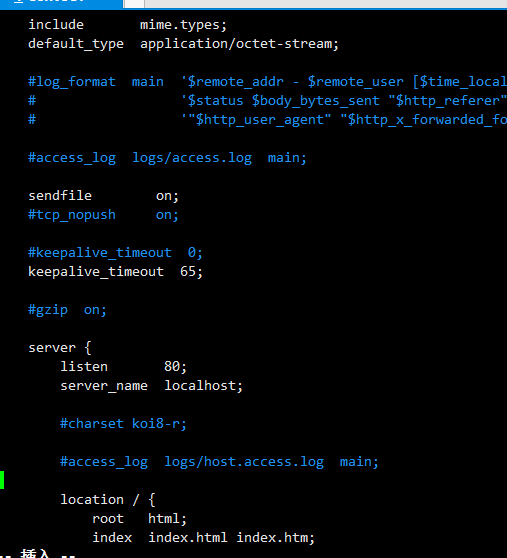 include       mime.types;
default_type  application/octet-stream;
#log_format  main  '$remote_addr - $remote_user [$time_local
#                  '$status $body_bytes_sent "$http_referer"
#                  '"$http_user_agent" "$http_x_forwarded_fo
#access_log  logs/access.log  main;
sendfile        on;
#tcp_nopush     on;
#keepalive_timeout  0;
keepalive_timeout  65;
#gzip  on;
server {
listen       80;
server_name  localhost;
#charset koi8-r;
#access_log  logs/host.access.log  main;
location / {
root   html;
index  index.html index.htm;
-- 插入 --